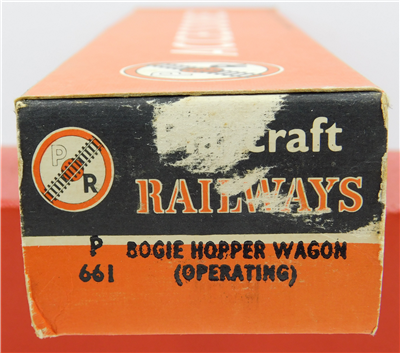 craft
P
R
RAILWAYS
P BOGIE HOPPER WAGON
661 (OPERATING)